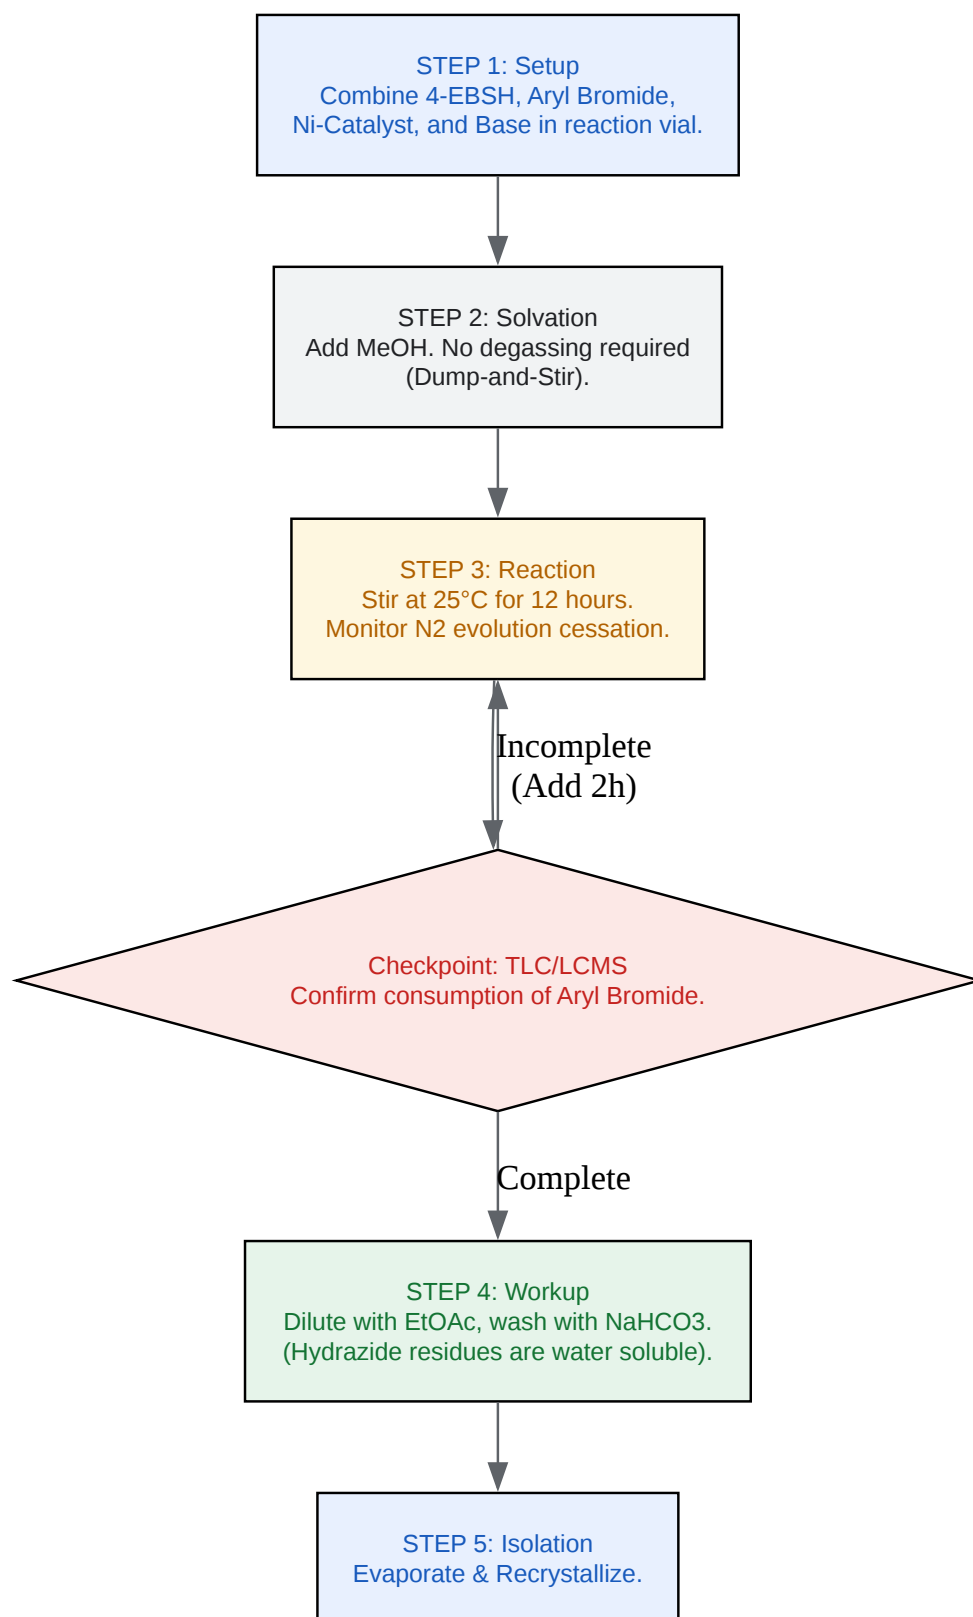 STEP 1: Setup
Combine 4-EBSH, Aryl Bromide,
Ni-Catalyst, and Base in reaction vial.
STEP 2: Solvation
Add MeOH. No degassing required
(Dump-and-Stir).
STEP 3: Reaction
Stir at 25°C for 12 hours.
Monitor N2 evolution cessation.
Incomplete
(Add 2h)
Checkpoint: TLC/LCMS
Confirm consumption of Aryl Bromide.
Complete
STEP 4: Workup
Dilute with EtOAc, wash with NaHCO3.
(Hydrazide residues are water soluble).
STEP 5: Isolation
Evaporate & Recrystallize.